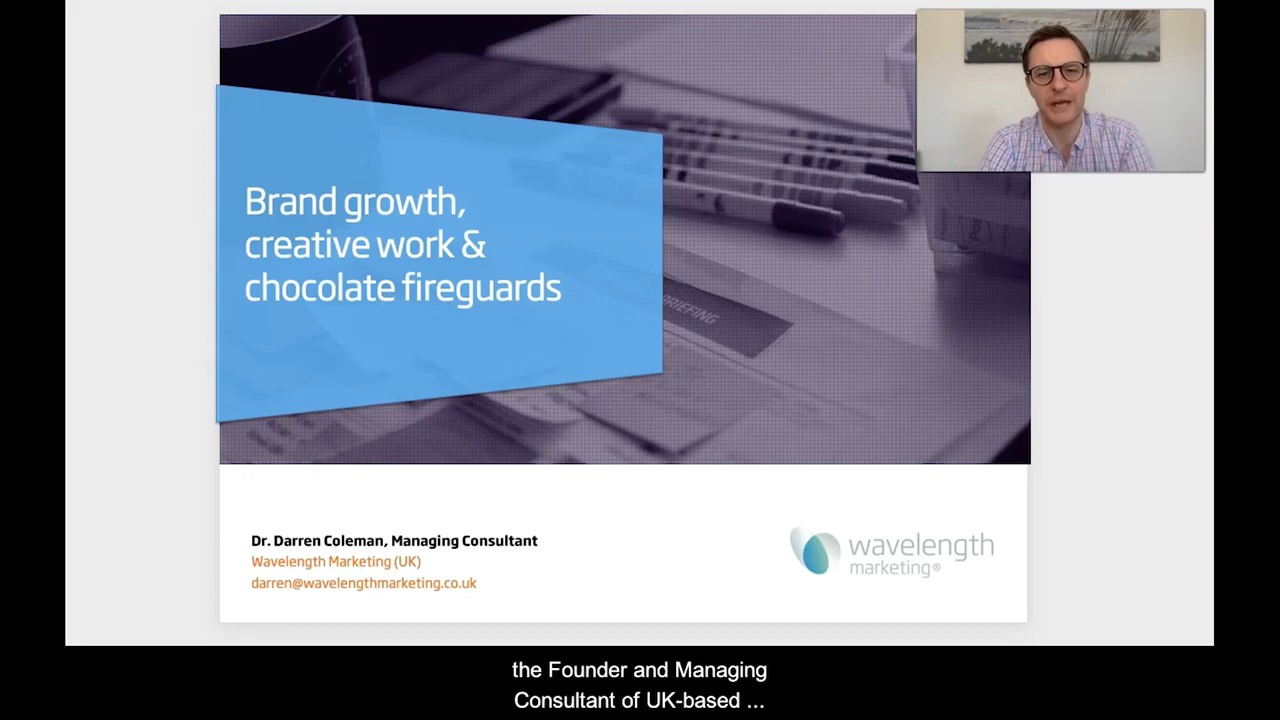 Brand growth,
creative work &
chocolate fireguards
BRIEFING
Dr. Darren Coleman, Managing Consultant
Wavelength Marketing (UK)
darren@wavelengthmarketing.co.uk
wavelength
marketing®
the Founder and Managing
Consultant of UK-based ...